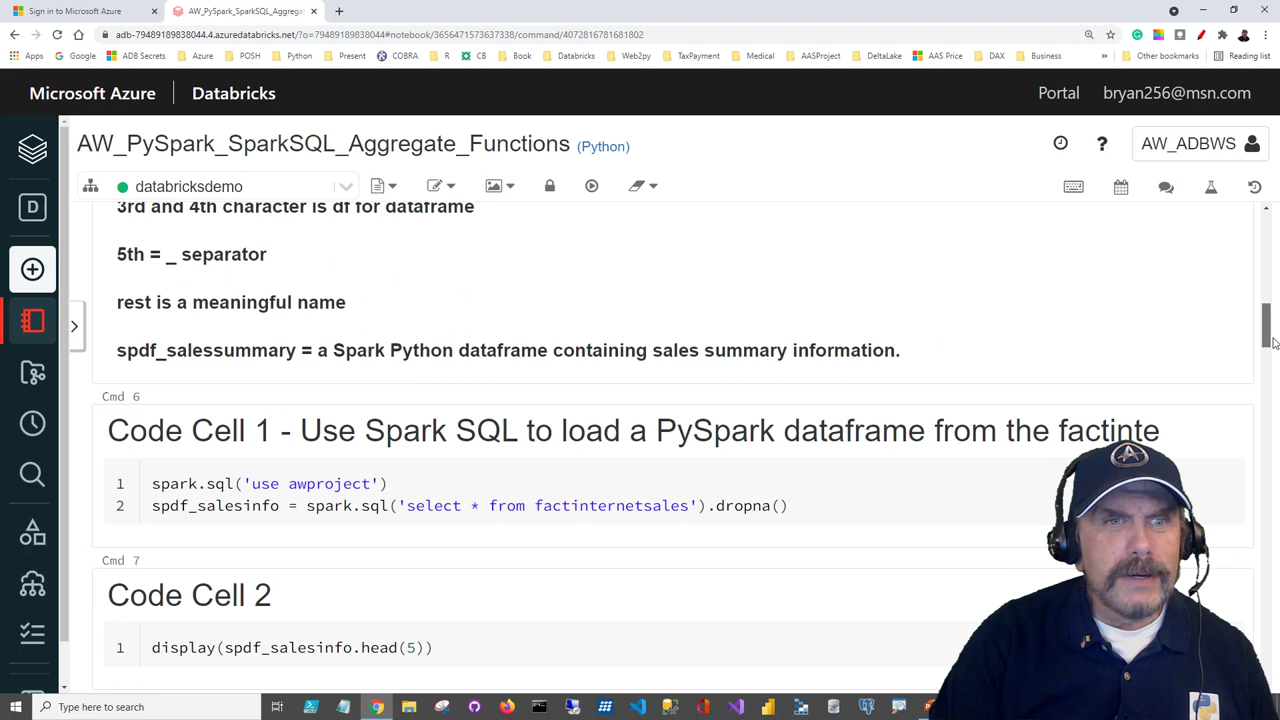 Sign in to Microsoft Azure
AW_PySpark_SparkSQL_Aggrega
adb-79489189838044.4.azuredatabricks.net/?o=79489189838044#notebook/3656471573637338/command/4072816781681802
Apps
Google
ADB Secrets
Azure
POSH
Python
Present
COBRA
R
CB
Book
Databricks
Web2py
TaxPayment
Medical
AASProject
DeltaLake
AAS Price
DAX
Business
»
Other bookmarks
Reading list
Microsoft Azure
Databricks
Portal
bryan256@msn.com
AW_PySpark_SparkSQL_Aggregate_Functions (Python)
?
AW_ADBWS
D
databricksdemo
3rd and 4th character is df for dataframe
5th = _ separator
rest is a meaningful name
spdf_salessummary = a Spark Python dataframe containing sales summary information.
Cmd 6
Code Cell 1 - Use Spark SQL to load a PySpark dataframe from the factinte
1 spark.sql('use awproject')
2 spdf_salesinfo = spark.sql('select * from factinternetsales').dropna()
Cmd 7
Code Cell 2
1 display(spdf_salesinfo.head(5))
Type here to search